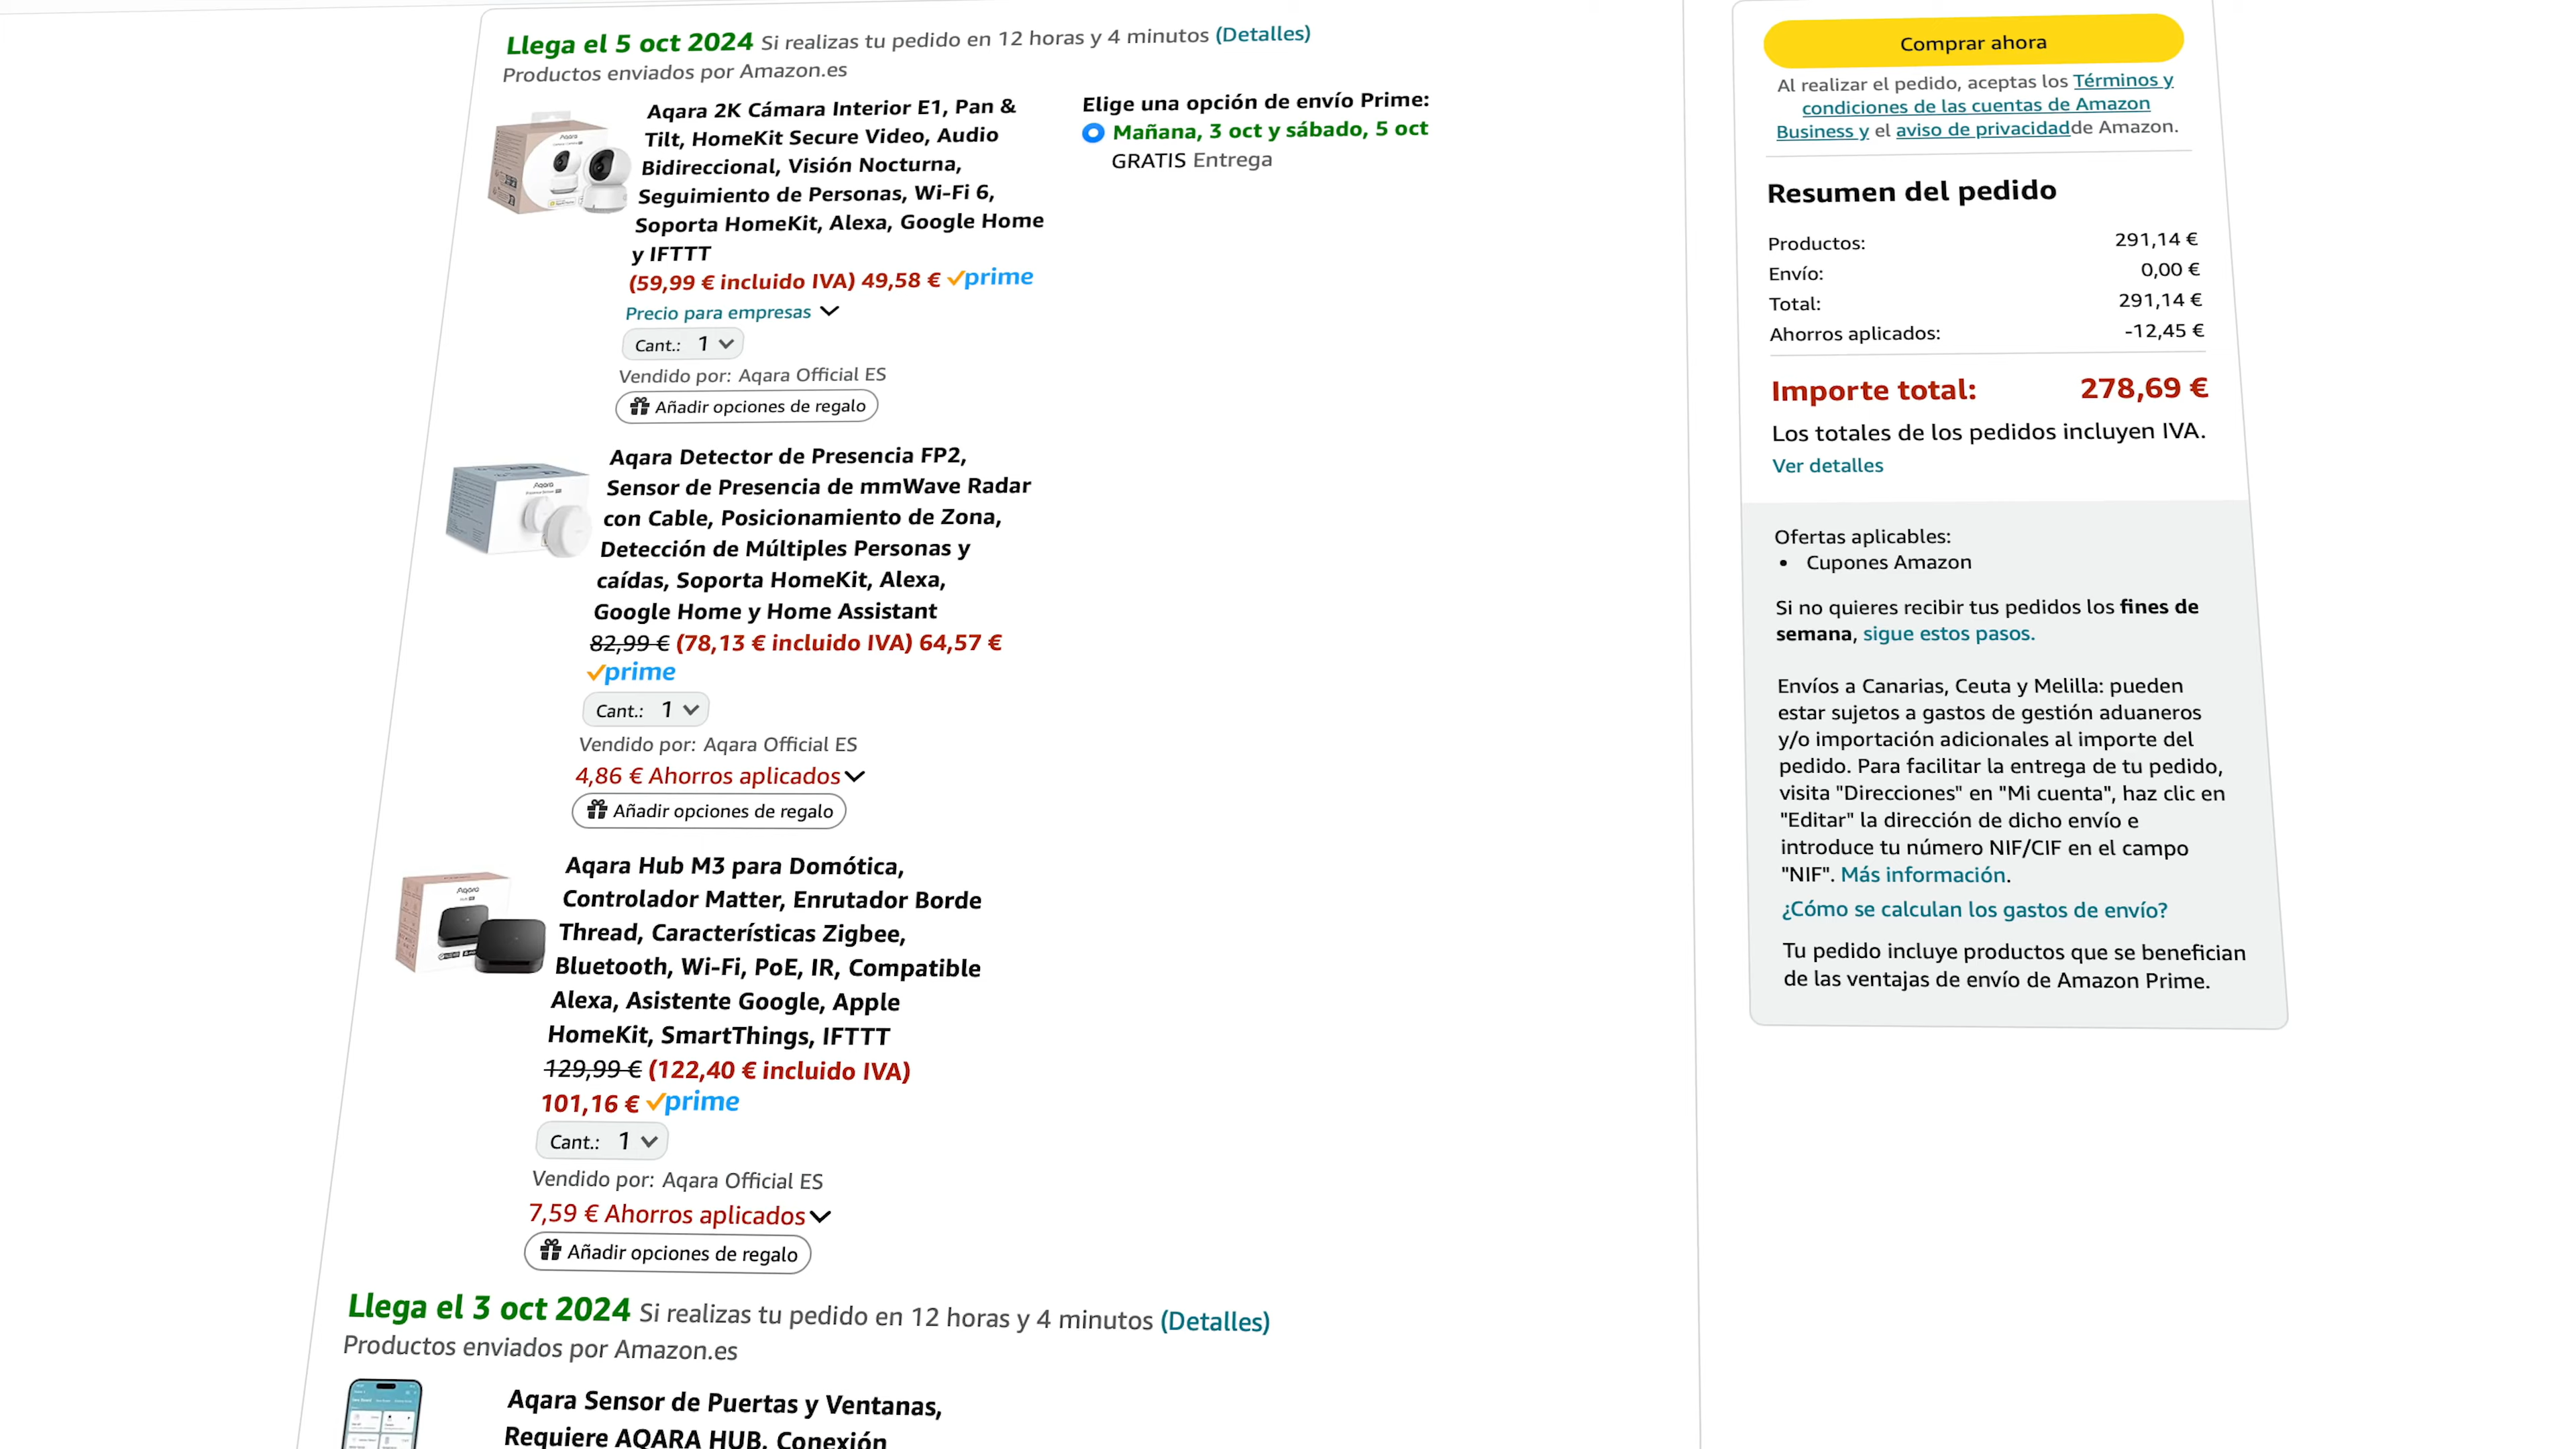 Llega el 5 oct 2024 Si realizas tu pedido en 12 horas y 4 minutos (Detalles)
Productos enviados por Amazon.es
Aqara 2K Cámara Interior E1, Pan &
Tilt, HomeKit Secure Video, Audio
Bidireccional, Visión Nocturna,
Seguimiento de Personas, Wi-Fi 6,
Soporta HomeKit, Alexa, Google Home
y IFTTT
(59,99 € incluido IVA) 49,58 € prime
Precio para empresas
Cant.: 1
Vendido por: Aqara Official ES
Añadir opciones de regalo
Elige una opción de envío Prime:
Mañana, 3 oct y sábado, 5 oct
GRATIS Entrega
Aqara
Aqara Detector de Presencia FP2,
Sensor de Presencia de mmWave Radar
con Cable, Posicionamiento de Zona,
Detección de Múltiples Personas y
caídas, Soporta HomeKit, Alexa,
Google Home y Home Assistant
82,99 € (78,13 € incluido IVA) 64,57 €
prime
Cant.: 1
Vendido por: Aqara Official ES
4,86 € Ahorros aplicados
Añadir opciones de regalo
Aqara
Aqara Hub M3 para Domótica,
Controlador Matter, Enrutador Borde
Thread, Características Zigbee,
Bluetooth, Wi-Fi, PoE, IR, Compatible
Alexa, Asistente Google, Apple
HomeKit, SmartThings, IFTTT
129,99 € (122,40 € incluido IVA)
101,16 € prime
Cant.: 1
Vendido por: Aqara Official ES
7,59 € Ahorros aplicados
Añadir opciones de regalo
Aqara
Llega el 3 oct 2024 Si realizas tu pedido en 12 horas y 4 minutos (Detalles)
Productos enviados por Amazon.es
Aqara Sensor de Puertas y Ventanas,
Requiere AQARA HUB, Conexión
Comprar ahora
Al realizar el pedido, aceptas los Términos y
condiciones de las cuentas de Amazon
Business y el aviso de privacidadde Amazon.
Resumen del pedido
Productos: 291,14 €
Envío: 0,00 €
Total: 291,14 €
Ahorros aplicados: -12,45 €
Importe total: 278,69 €
Los totales de los pedidos incluyen IVA.
Ver detalles
Ofertas aplicables:
• Cupones Amazon
Si no quieres recibir tus pedidos los fines de
semana, sigue estos pasos.
Envíos a Canarias, Ceuta y Melilla: pueden
estar sujetos a gastos de gestión aduaneros
y/o importación adicionales al importe del
pedido. Para facilitar la entrega de tu pedido,
visita "Direcciones" en "Mi cuenta", haz clic en
"Editar" la dirección de dicho envío e
introduce tu número NIF/CIF en el campo
"NIF". Más información.
¿Cómo se calculan los gastos de envío?
Tu pedido incluye productos que se benefician
de las ventajas de envío de Amazon Prime.